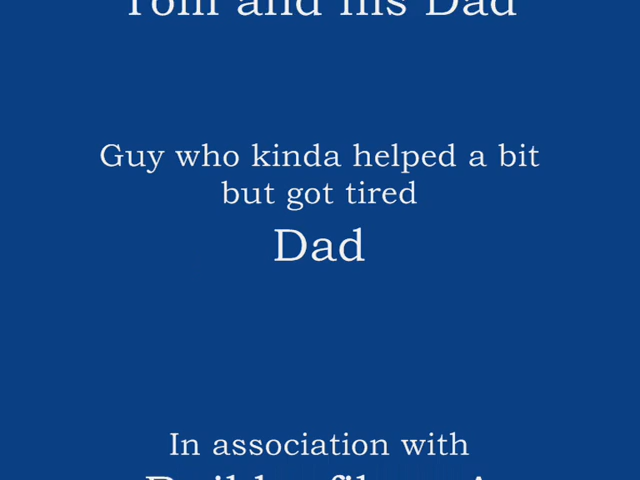 Tom and his Dad
Guy who kinda helped a bit
but got tired
Dad
In association with